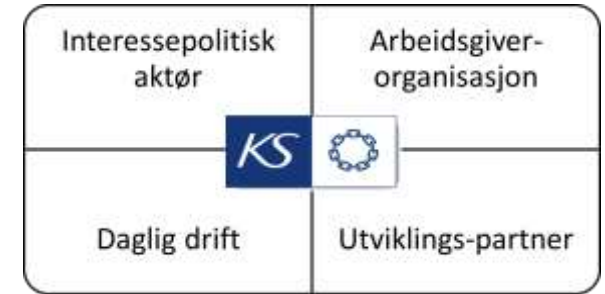 Interessepolitisk
aktør
Arbeidsgiver-
organisasjon
KS
Daglig drift
Utviklings-partner